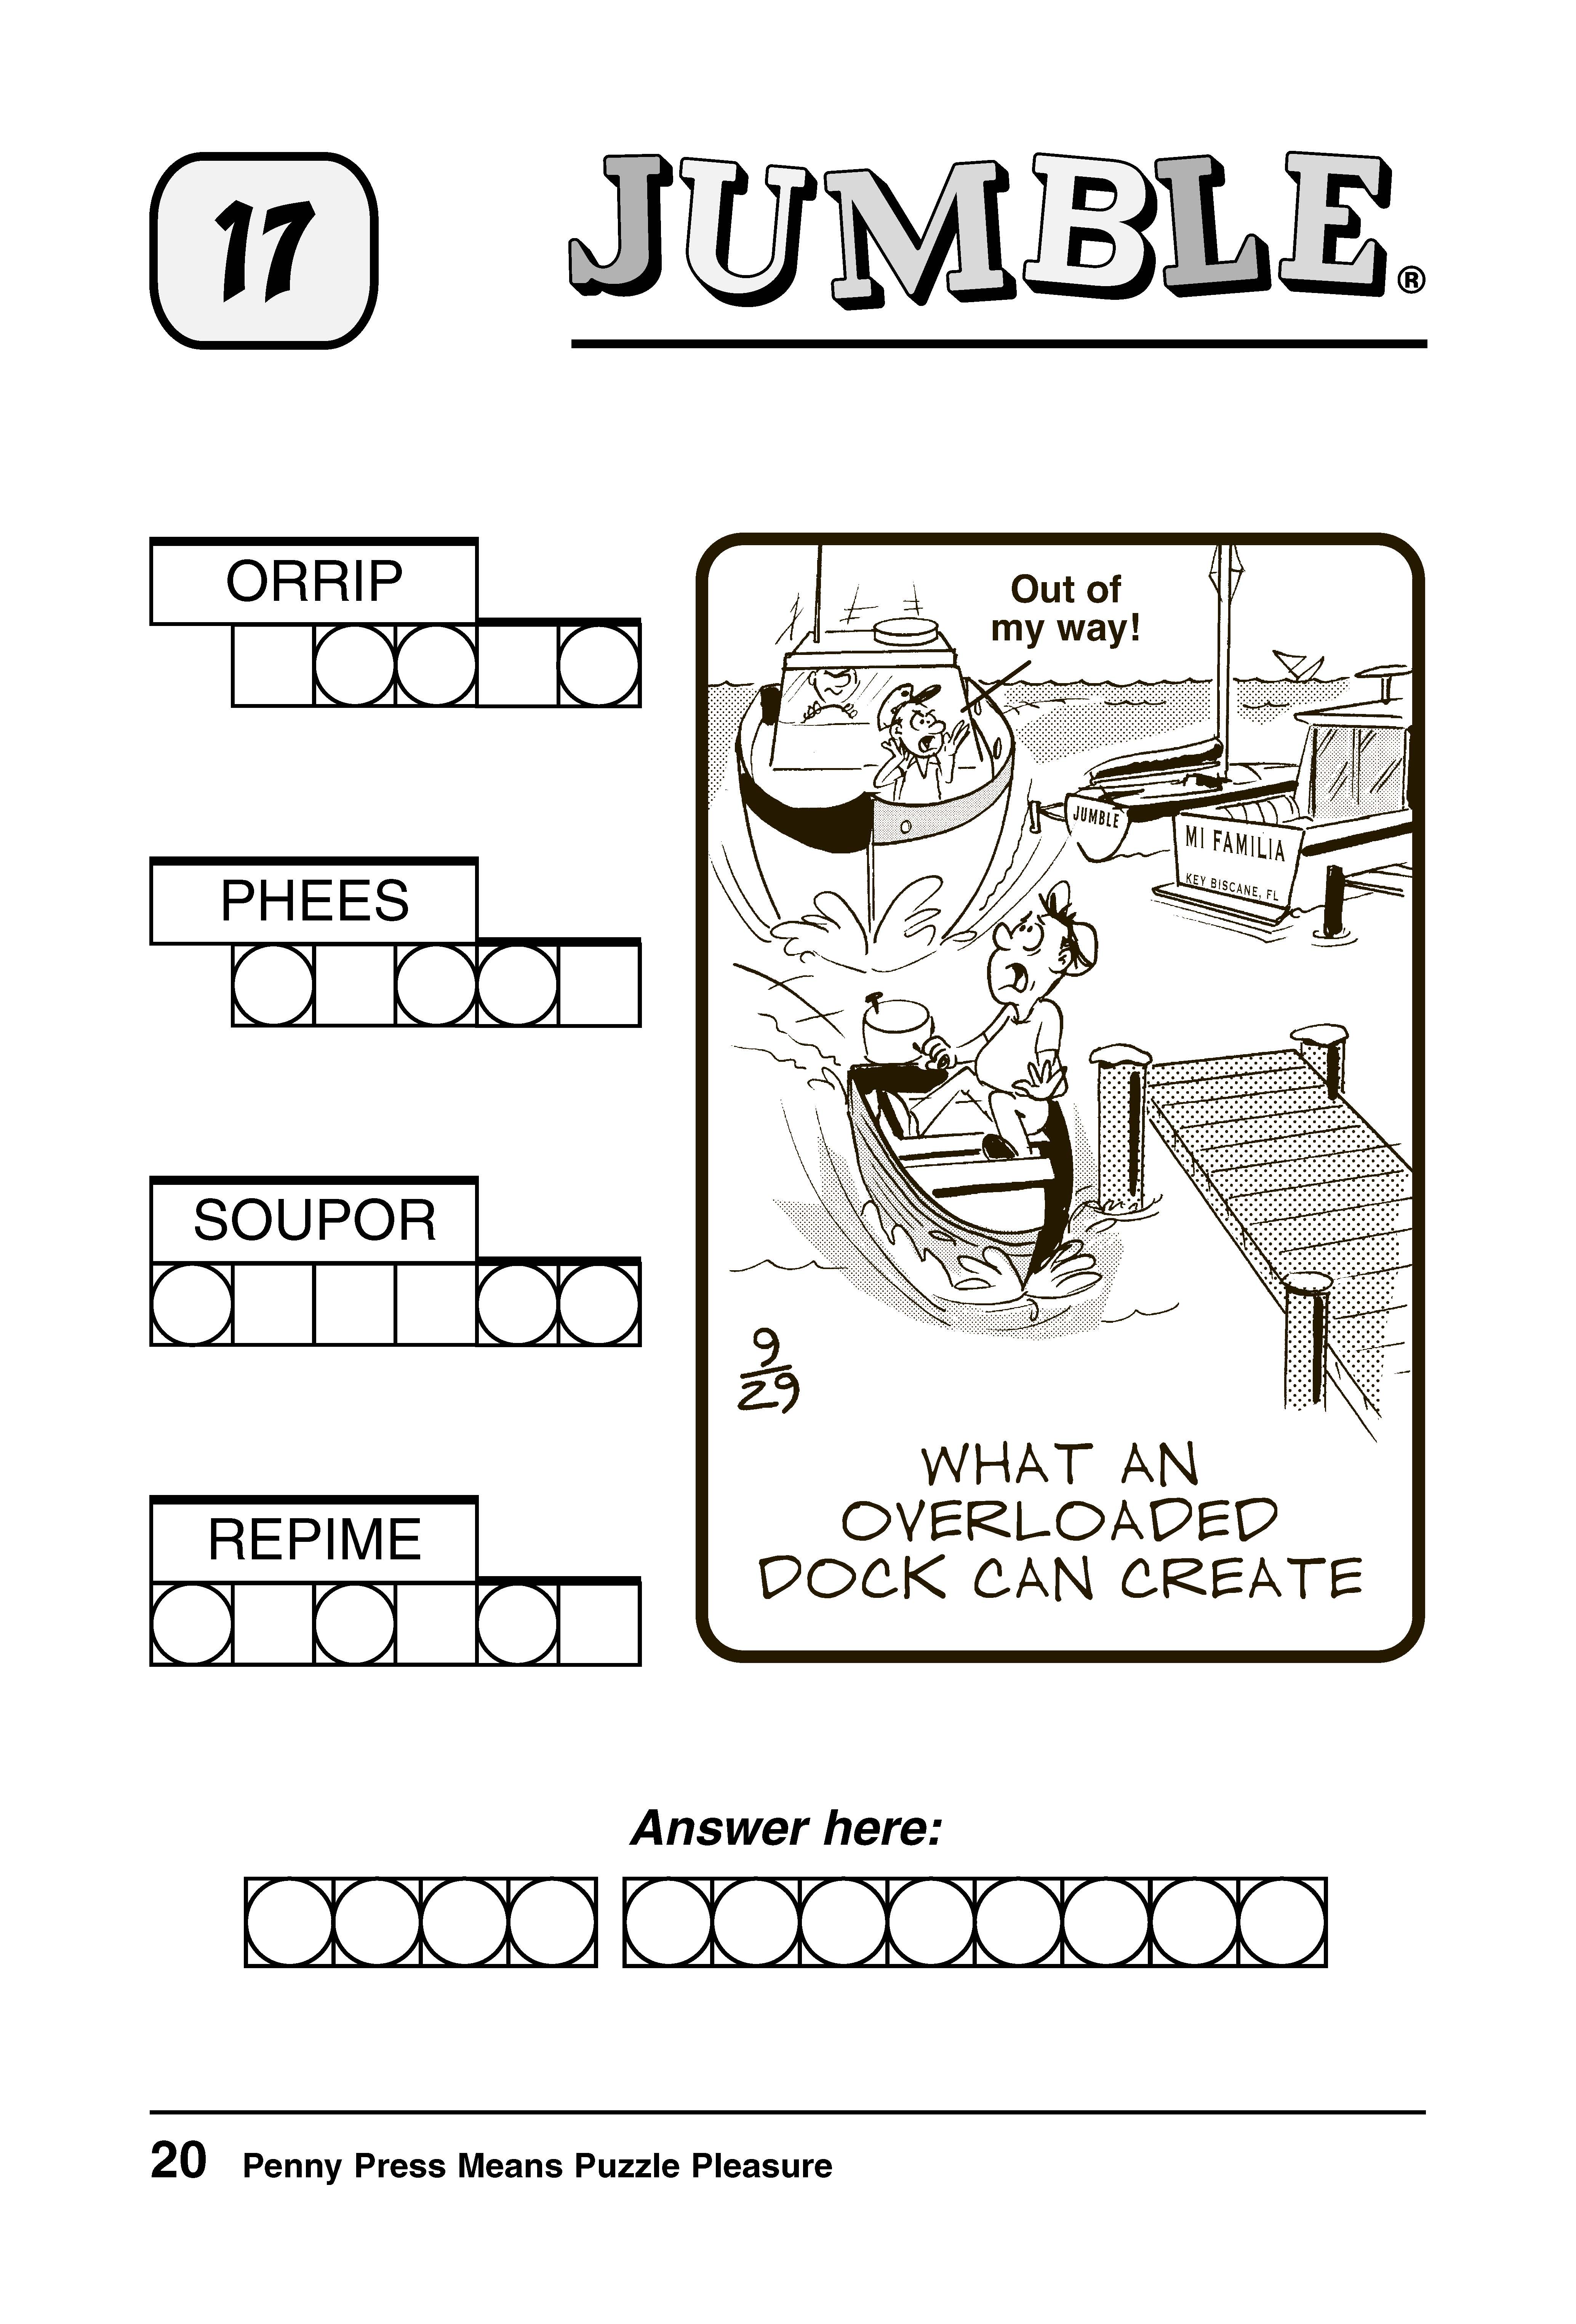 17
JUMBLE®
ORRIP
PHEES
SOUPOR
REPIME
Out of
my way!
JUMBLE
MI FAMILIA
KEY BISCANE, FL
9
29
WHAT AN
OVERLOADED
DOCK CAN CREATE
Answer here:
20 Penny Press Means Puzzle Pleasure